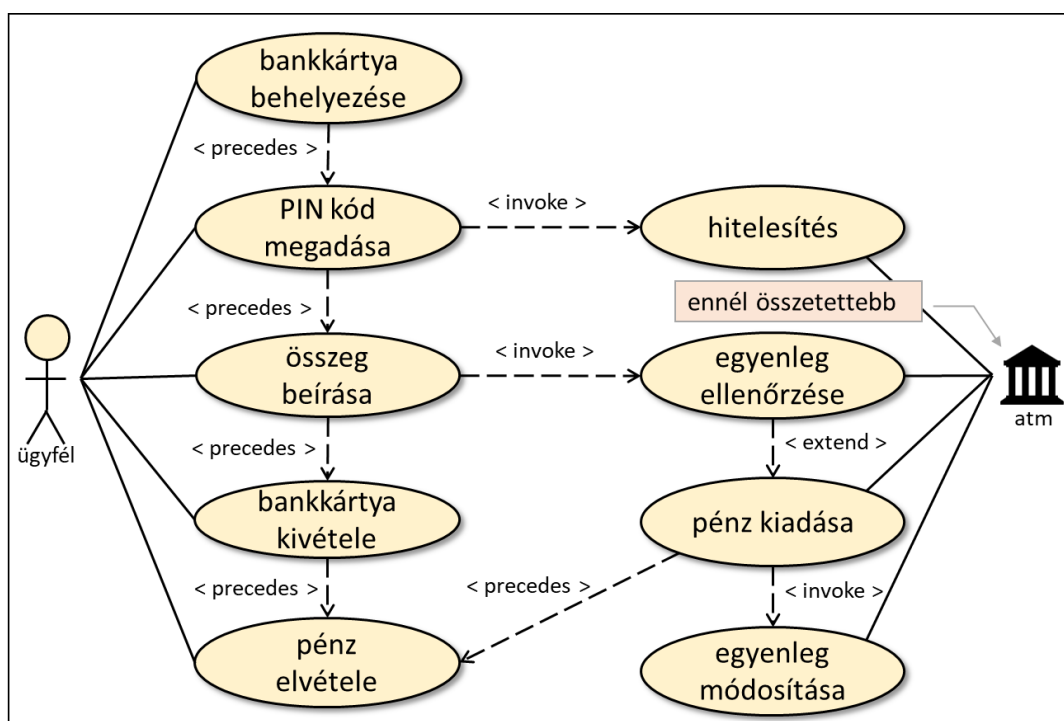 bankkártya
behelyezése
< precedes >
PIN kód
megadása
< invoke >
hitelesítés
ennél összetettebb
< precedes >
összeg
beírása
< invoke >
egyenleg
ellenőrzése
atm
ügyfél
< precedes >
< extend >
bankkártya
kivétele
pénz kiadása
< precedes >
< precedes >
< invoke >
pénz
elvétele
egyenleg
módosítása